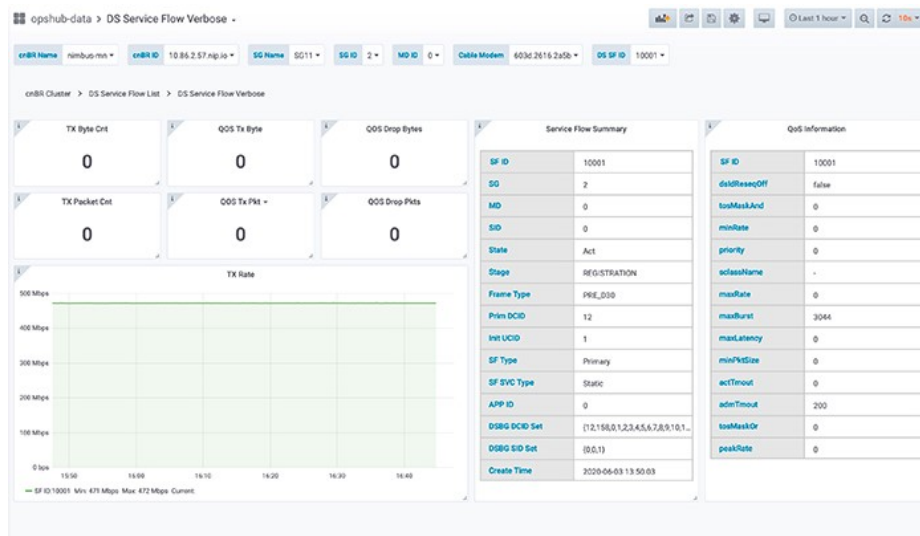 opshub-data > DS Service Flow Verbose
Last 1 hour
10s
cnBR Name nimbus-mn cnBR ID 10.86.2.57.nip.io SG Name SG11 SG ID 2 MD ID 0 Cable Modem 603d.2616.2a5b DS SF ID 10001
cnBR Cluster > DS Service Flow List > DS Service Flow Verbose
TX Byte Cnt
0
QOS Tx Byte
0
QOS Drop Bytes
0
TX Packet Cnt
0
QOS Tx Pkt
0
QOS Drop Pkts
0
TX Rate
500 Mbps
400 Mbps
300 Mbps
200 Mbps
100 Mbps
0 bps
15:50 16:00 16:10 16:20 16:30 16:40
SF ID:10001 Min: 471 Mbps Max: 472 Mbps Current:
Service Flow Summary
SF ID 10001
SG 2
MD 0
SID 0
State Act
Stage REGISTRATION
Frame Type PRE_D30
Prim DCID 12
Init UCID 1
SF Type Primary
SF SVC Type Static
APP ID 0
DSBG DCID Set {12,158,0,1,2,3,4,5,6,7,8,9,10,1...
DSBG SID Set {0,0,1}
Create Time 2020-06-03 13:50:03
QoS Information
SF ID 10001
dsIdReseqOff false
tosMaskAnd 0
minRate 0
priority 0
sclassName -
maxRate 0
maxBurst 3044
maxLatency 0
minPktSize 0
actTmout 0
admTmout 200
tosMaskOr 0
peakRate 0